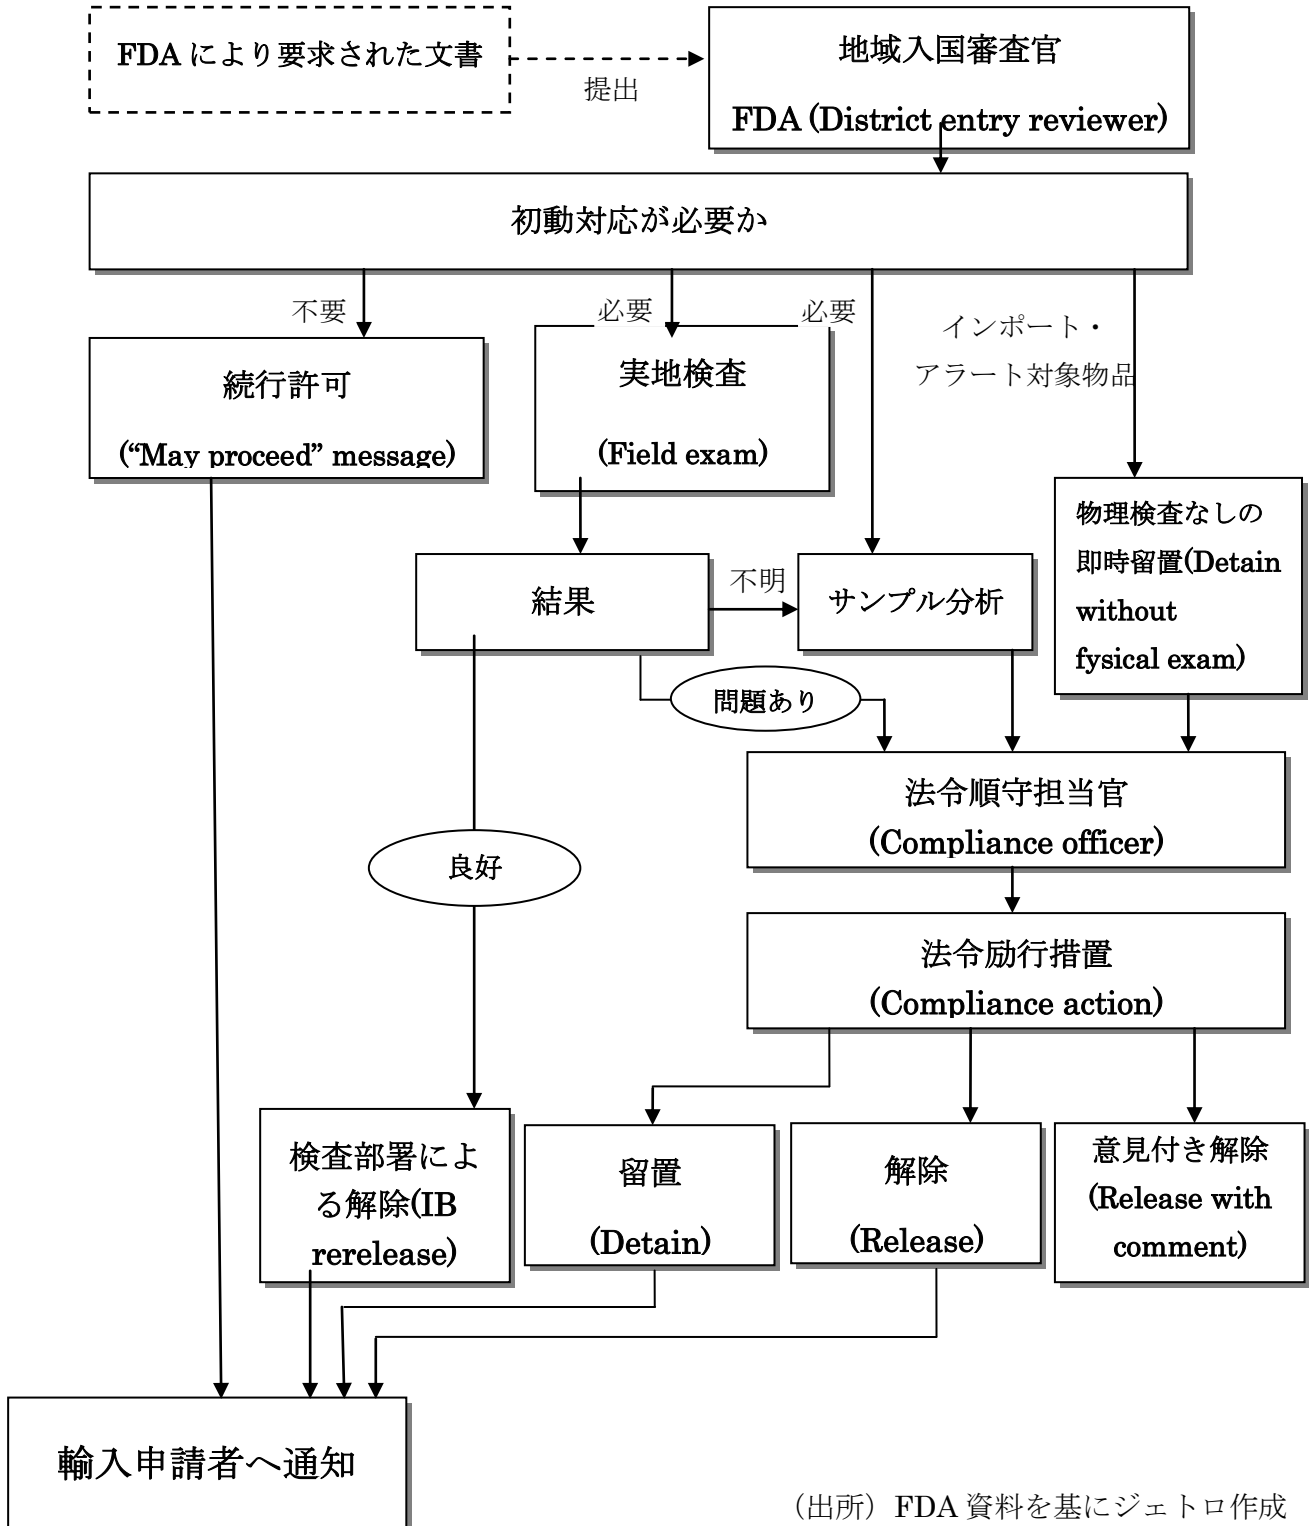 FDA により要求された文書
提出
地域入国審査官
FDA (District entry reviewer)
初動対応が必要か
不要
必要
必要
インポート・
アラート対象物品
続行許可
(“May proceed” message)
実地検査
(Field exam)
物理検査なしの
即時留置(Detain
without
fysical exam)
結果
不明
サンプル分析
問題あり
法令順守担当官
(Compliance officer)
良好
法令励行措置
(Compliance action)
検査部署によ
る解除(IB
rerelease)
留置
(Detain)
解除
(Release)
意見付き解除
(Release with
comment)
輸入申請者へ通知
（出所）FDA 資料を基にジェトロ作成